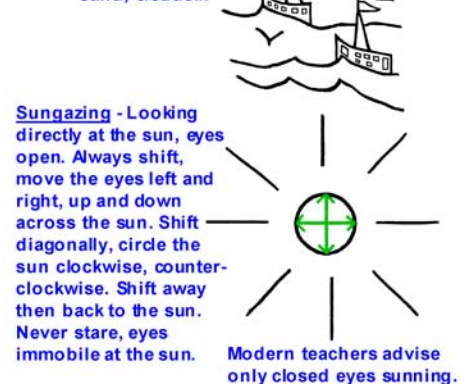 Sungazing - Looking
directly at the sun, eyes
open. Always shift,
move the eyes left and
right, up and down
across the sun. Shift
diagonally, circle the
sun clockwise, counter-
clockwise. Shift away
then back to the sun.
Never stare, eyes
immobile at the sun.
Modern teachers advise
only closed eyes sunning.